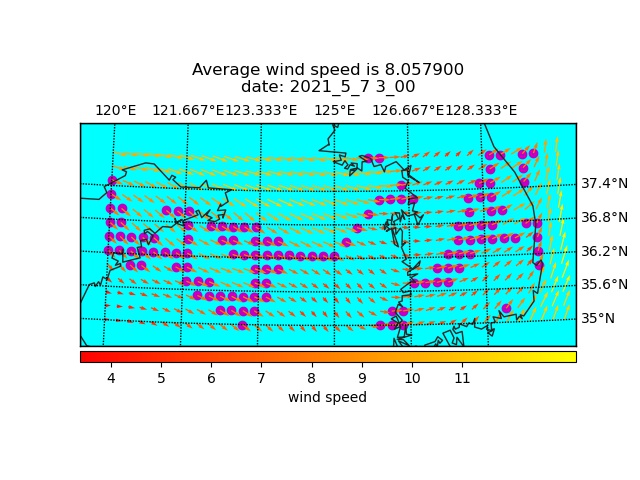 Average wind speed is 8.057900
date: 2021_5_7 3_00
120°E 121.667°E 123.333°E 125°E 126.667°E 128.333°E
37.4°N
36.8°N
36.2°N
35.6°N
35°N
4 5 6 7 8 9 10 11
wind speed